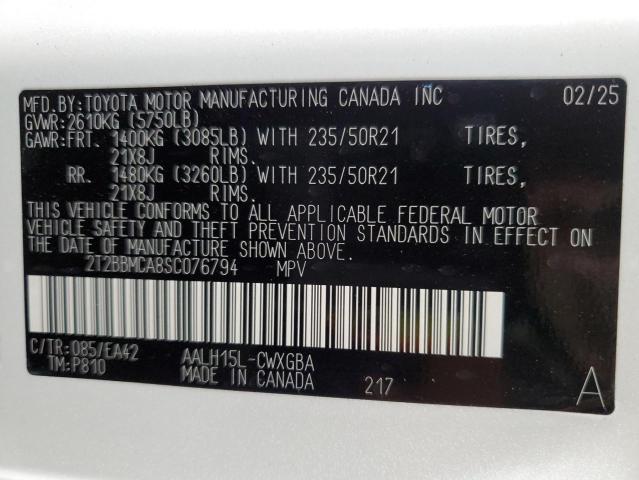 MFD.BY:TOYOTA MOTOR MANUFACTURING CANADA INC 02/25
GVWR:2610KG (5750LB)
GAWR:FRT. 1400KG (3085LB) WITH 235/50R21 TIRES,
21X8J RIMS.
RR. 1480KG (3260LB) WITH 235/50R21 TIRES,
21X8J RIMS.
THIS VEHICLE CONFORMS TO ALL APPLICABLE FEDERAL MOTOR
VEHICLE SAFETY AND THEFT PREVENTION STANDARDS IN EFFECT ON
THE DATE OF MANUFACTURE SHOWN ABOVE.
2T2BBMCA8SC076794 MPV
C/TR:085/EA42 AALH15L-CWXGBA
TM:P810 MADE IN CANADA 217 A